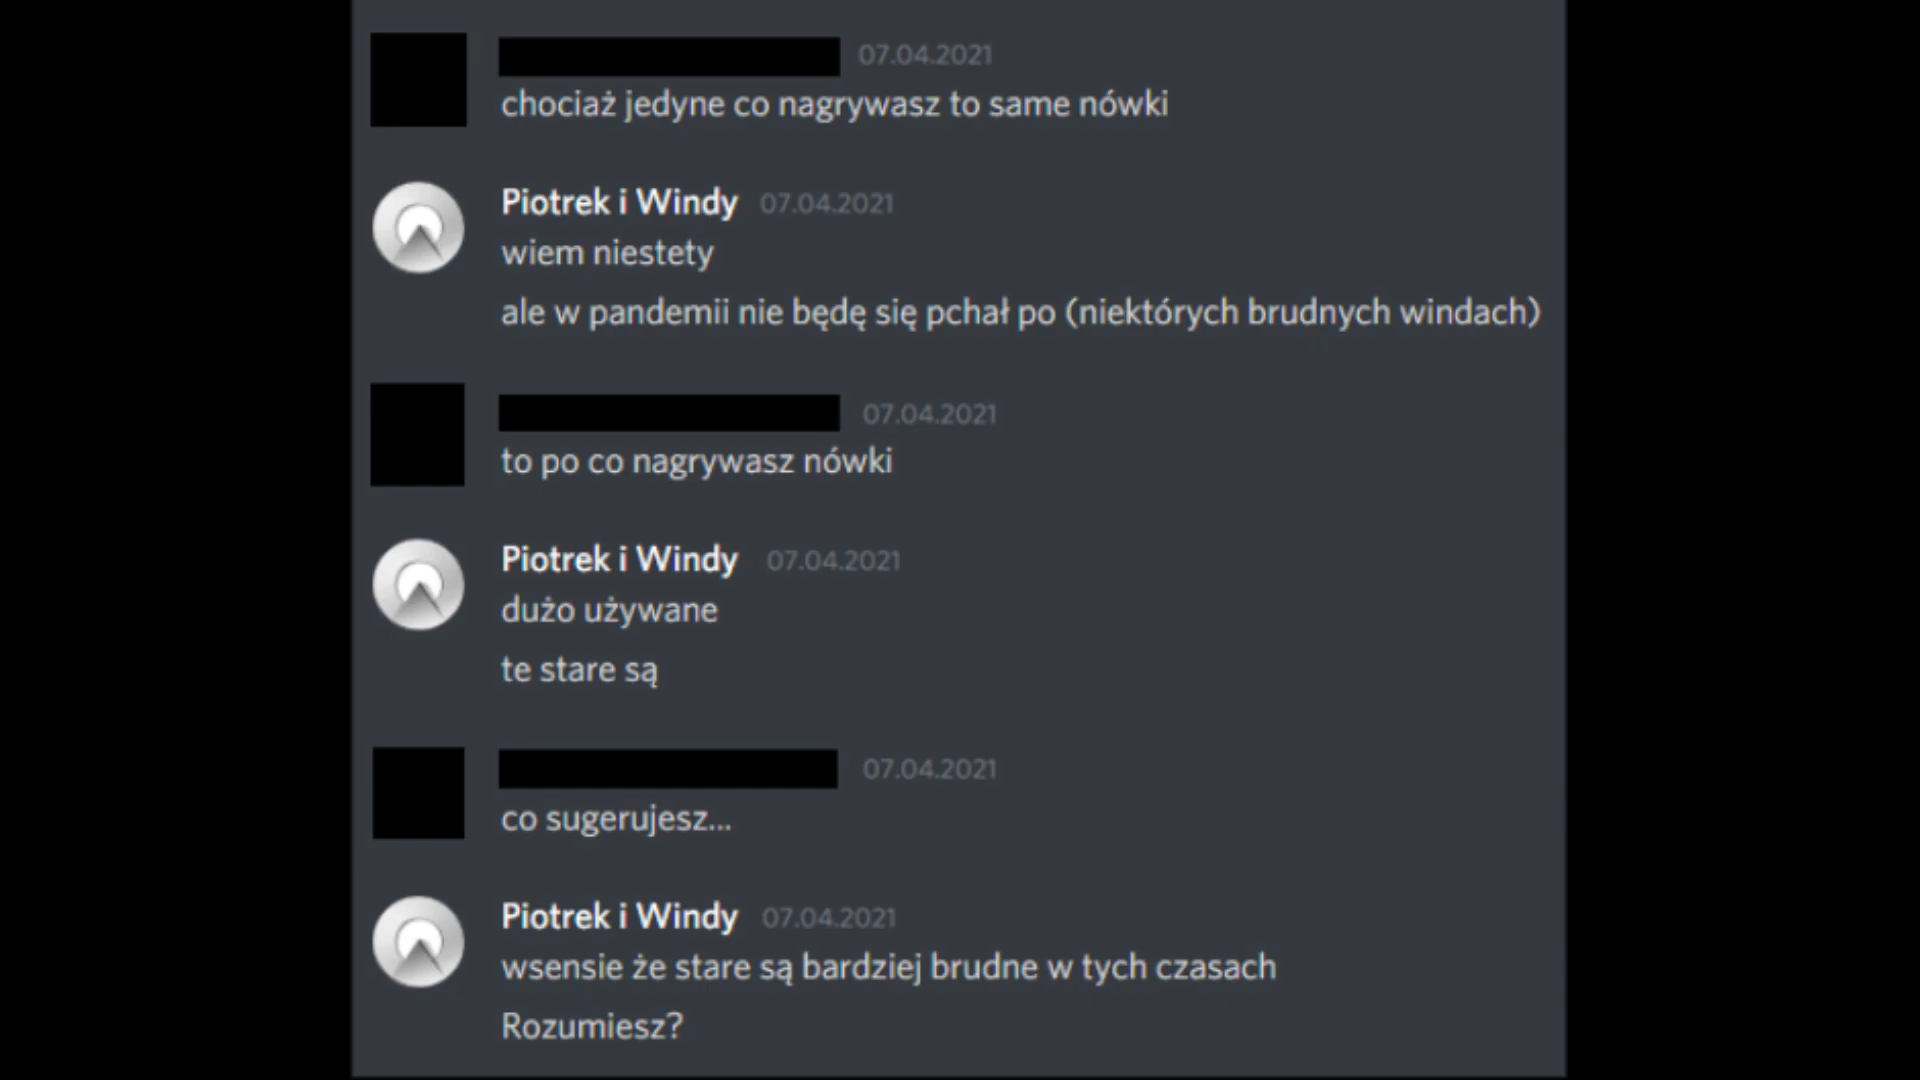 07.04.2021
chociaż jedyne co nagrywasz to same nówki
Piotrek i Windy 07.04.2021
wiem niestety
ale w pandemii nie będę się pchał po (niektórych brudnych windach)
07.04.2021
to po co nagrywasz nówki
Piotrek i Windy 07.04.2021
dużo używane
te stare są
07.04.2021
co sugerujesz...
Piotrek i Windy 07.04.2021
wsensie że stare są bardziej brudne w tych czasach
Rozumiesz?